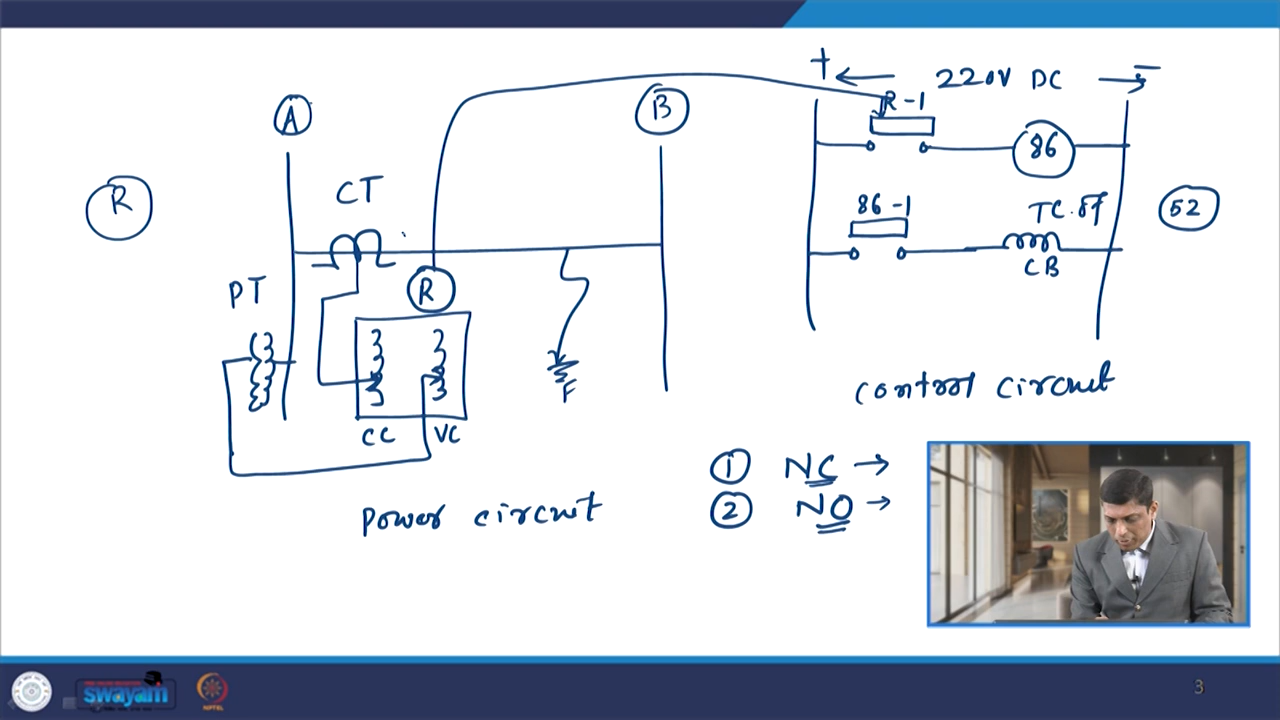 A
B
+ ← 220V DC → -
R-1
86
R
CT
86-1
TC.of
52
CB
PT
R
F
CC VC
control circuit
① NC →
② NO →
power circuit
swayam
3